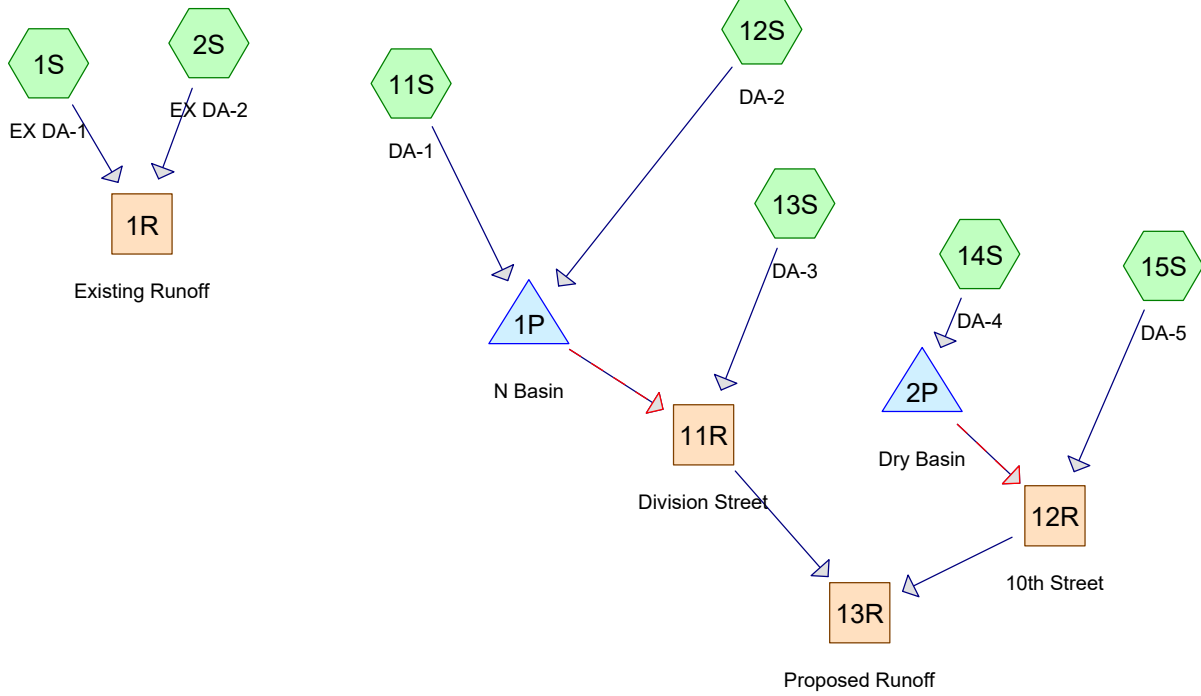 1S
EX DA-1
2S
EX DA-2
1R
Existing Runoff
11S
DA-1
12S
DA-2
13S
DA-3
1P
N Basin
11R
Division Street
14S
DA-4
15S
DA-5
2P
Dry Basin
12R
10th Street
13R
Proposed Runoff